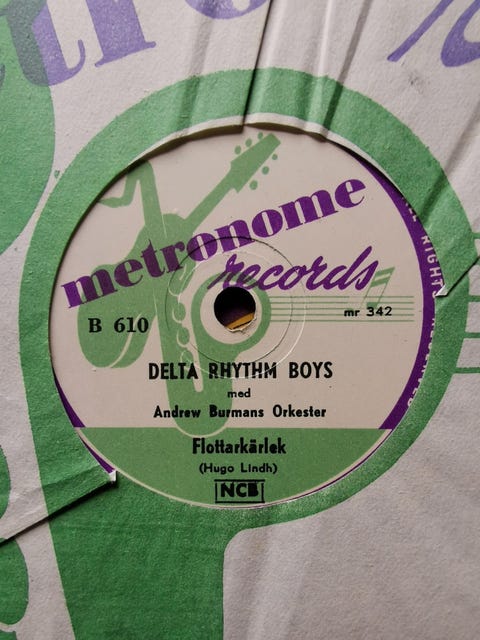 metronome
records
B 610
mr 342
DELTA RHYTHM BOYS
med
Andrew Burmans Orkester
Flottarkärlek
(Hugo Lindh)
NCB